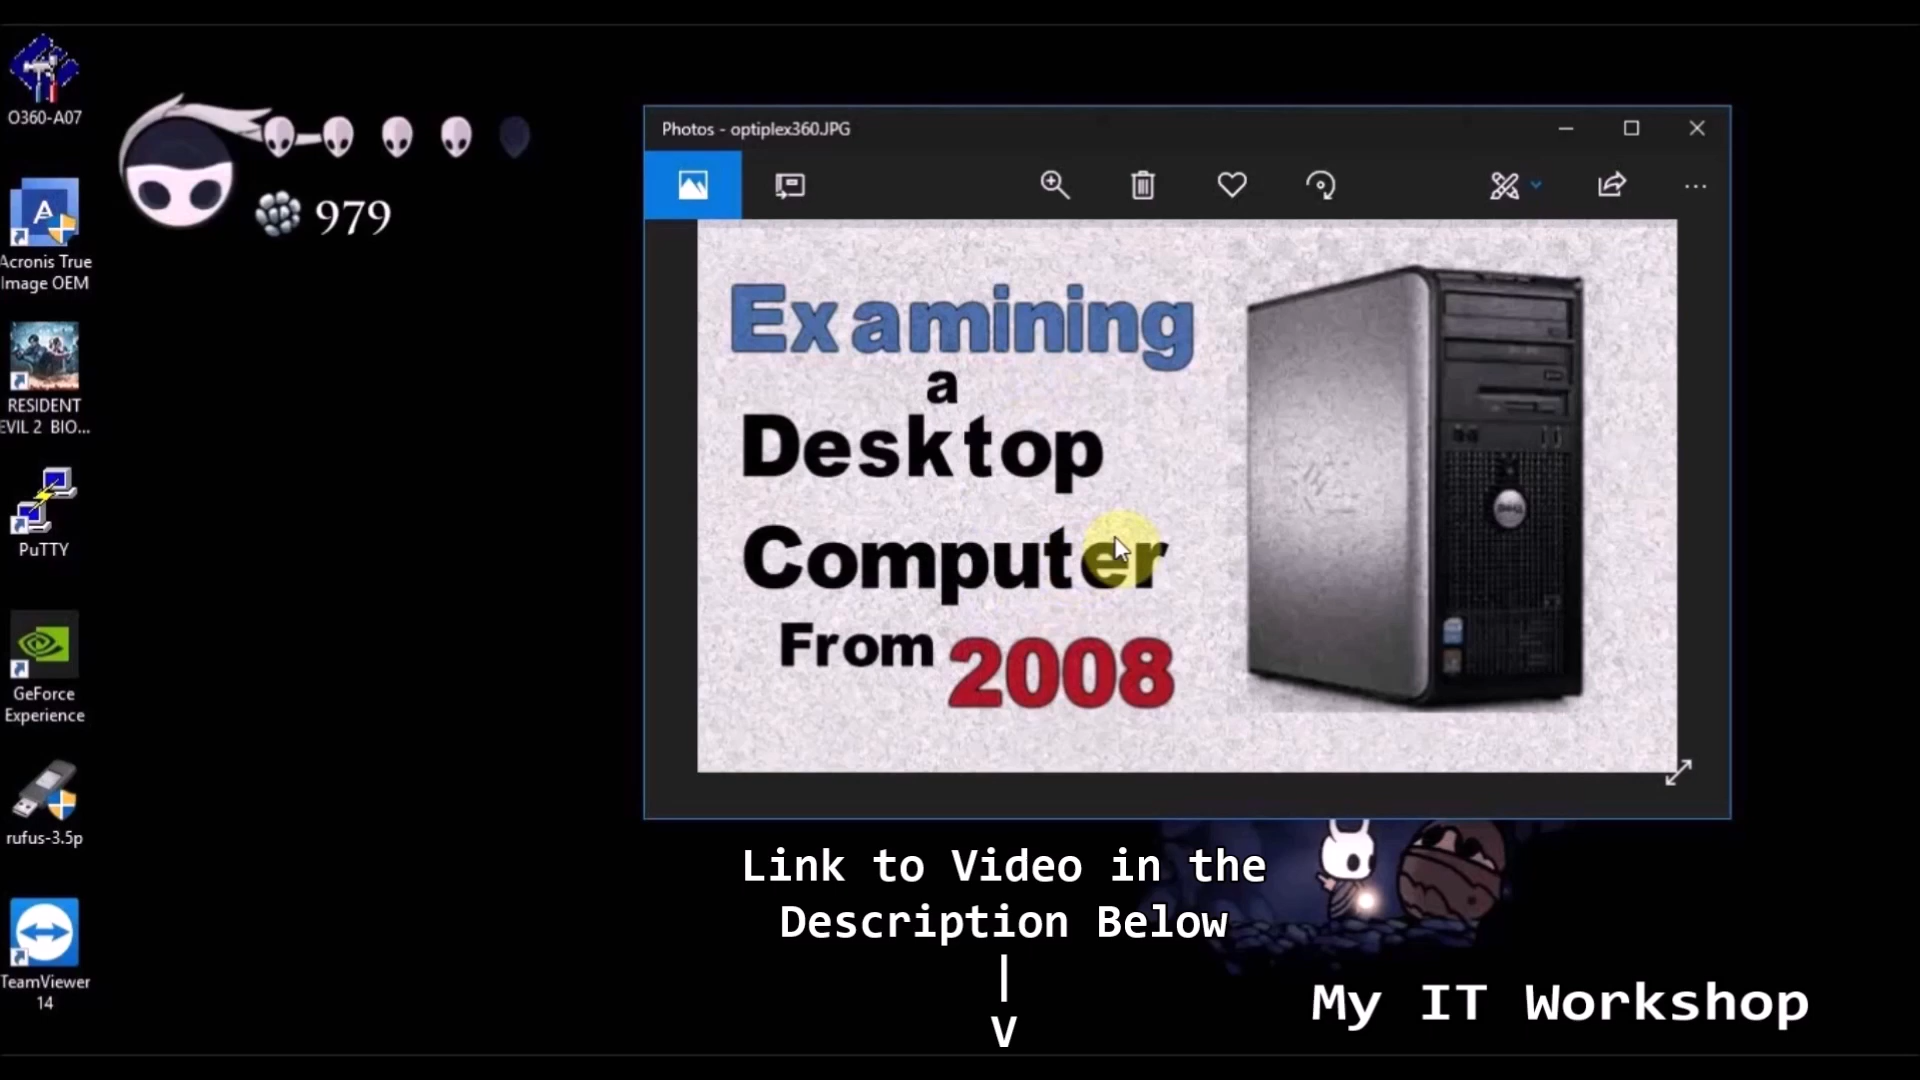 O360-A07
Acronis True
Image OEM
RESIDENT
EVIL 2 BIO...
PuTTY
GeForce
Experience
rufus-3.5p
TeamViewer
14
979
Photos - optiplex360.JPG
Examining
a
Desktop
Computer
From 2008
DELL
Link to Video in the
Description Below
|
V
My IT Workshop